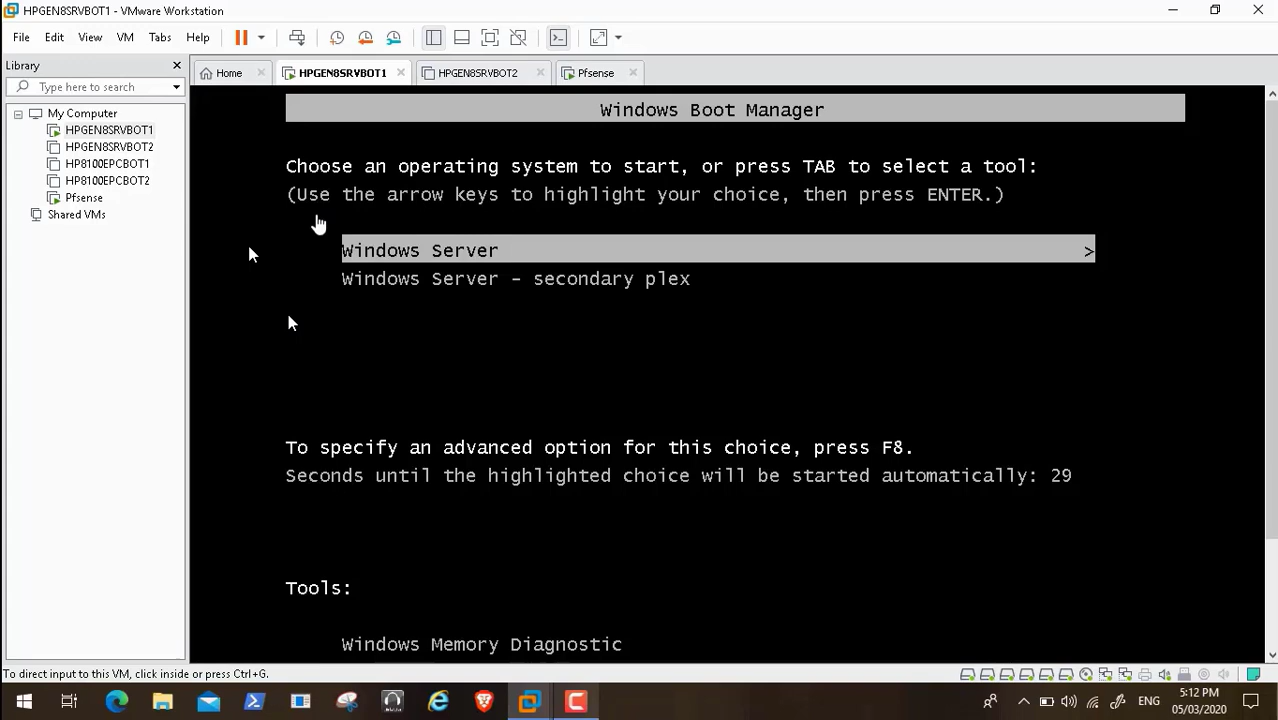 HPGEN8SRVBOT1 - VMware Workstation
File Edit View VM Tabs Help
Library
Type here to search
My Computer
HPGEN8SRVBOT1
HPGEN8SRVBOT2
HP8100EPCBOT1
HP8100EPCBOT2
Pfsense
Shared VMs
Home HPGEN8SRVBOT1 HPGEN8SRVBOT2 Pfsense
Windows Boot Manager
Choose an operating system to start, or press TAB to select a tool:
(Use the arrow keys to highlight your choice, then press ENTER.)
Windows Server >
Windows Server - secondary plex
To specify an advanced option for this choice, press F8.
Seconds until the highlighted choice will be started automatically: 29
Tools:
Windows Memory Diagnostic
To direct input to this VM, click inside or press Ctrl+G.
ENG
5:12 PM
05/03/2020